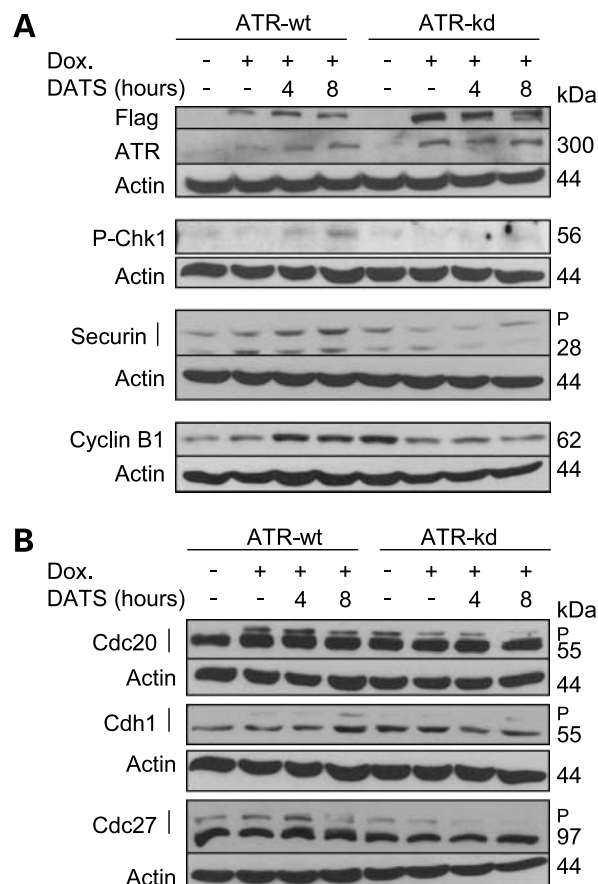 A
ATR-wt ATR-kd
Dox. - + + + - + + +
DATS (hours) - - 4 8 - - 4 8 kDa
Flag
ATR 300
Actin 44
P-Chk1 56
Actin 44
P
Securin 28
Actin 44
Cyclin B1 62
Actin 44
B
ATR-wt ATR-kd
Dox. - + + + - + + +
DATS (hours) - - 4 8 - - 4 8 kDa
P
Cdc20 55
Actin 44
P
Cdh1 55
Actin 44
P
Cdc27 97
Actin 44